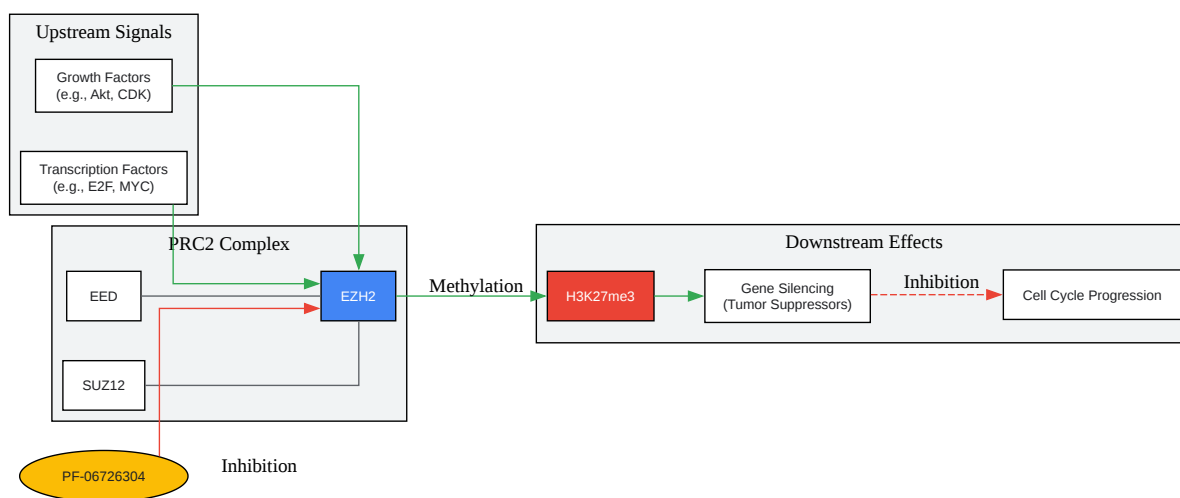 Upstream Signals
Growth Factors
(e.g., Akt, CDK)
Transcription Factors
(e.g., E2F, MYC)
PRC2 Complex
EED
EZH2
SUZ12
PF-06726304
Inhibition
Methylation
Downstream Effects
H3K27me3
Gene Silencing
(Tumor Suppressors)
Inhibition
Cell Cycle Progression